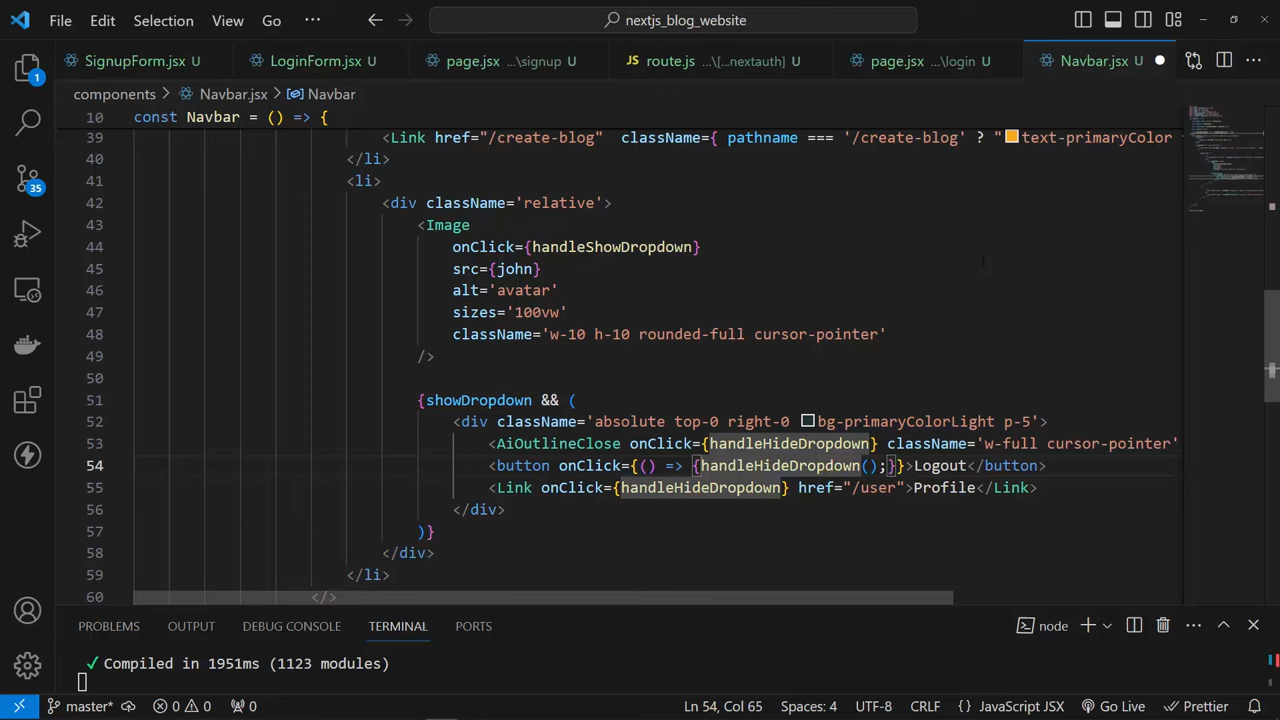 File Edit Selection View Go ··· nextjs_blog_website
SignupForm.jsx U LoginForm.jsx U page.jsx ...\signup U route.js ...\[...nextauth] U page.jsx ...\login U Navbar.jsx U
components > Navbar.jsx > Navbar
10 const Navbar = () => {
39 <Link href="/create-blog" className={ pathname === '/create-blog' ? "text-primaryColor
40 </li>
41 <li>
42 <div className='relative'>
43 <Image
44 onClick={handleShowDropdown}
45 src={john}
46 alt='avatar'
47 sizes='100vw'
48 className='w-10 h-10 rounded-full cursor-pointer'
49 />
50
51 {showDropdown && (
52 <div className='absolute top-0 right-0 bg-primaryColorLight p-5'>
53 <AiOutlineClose onClick={handleHideDropdown} className='w-full cursor-pointer'
54 <button onClick={() => {handleHideDropdown();}}>Logout</button>
55 <Link onClick={handleHideDropdown} href="/user">Profile</Link>
56 </div>
57 )}
58 </div>
59 </li>
60 </>
1
35
PROBLEMS OUTPUT DEBUG CONSOLE TERMINAL PORTS node
✓ Compiled in 1951ms (1123 modules)
master* 0 0 0 Ln 54, Col 65 Spaces: 4 UTF-8 CRLF {} JavaScript JSX Go Live Prettier